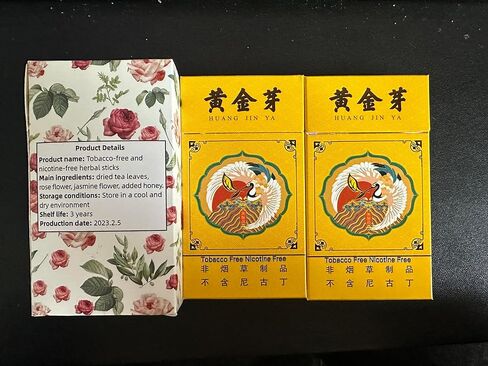 Product Details
Product name: Tobacco-free and
nicotine-free herbal sticks
Main ingredients: dried tea leaves,
rose flower, jasmine flower, added honey.
Storage conditions: Store in a cool and
dry environment
Shelf life: 3 years
Production date: 2023.2.5
黄金芽
HUANG JIN YA
Tobacco Free Nicotine Free
非烟草制品
不含尼古丁
黄金芽
HUANG JIN YA
Tobacco Free Nicotine Free
非烟草制品
不含尼古丁